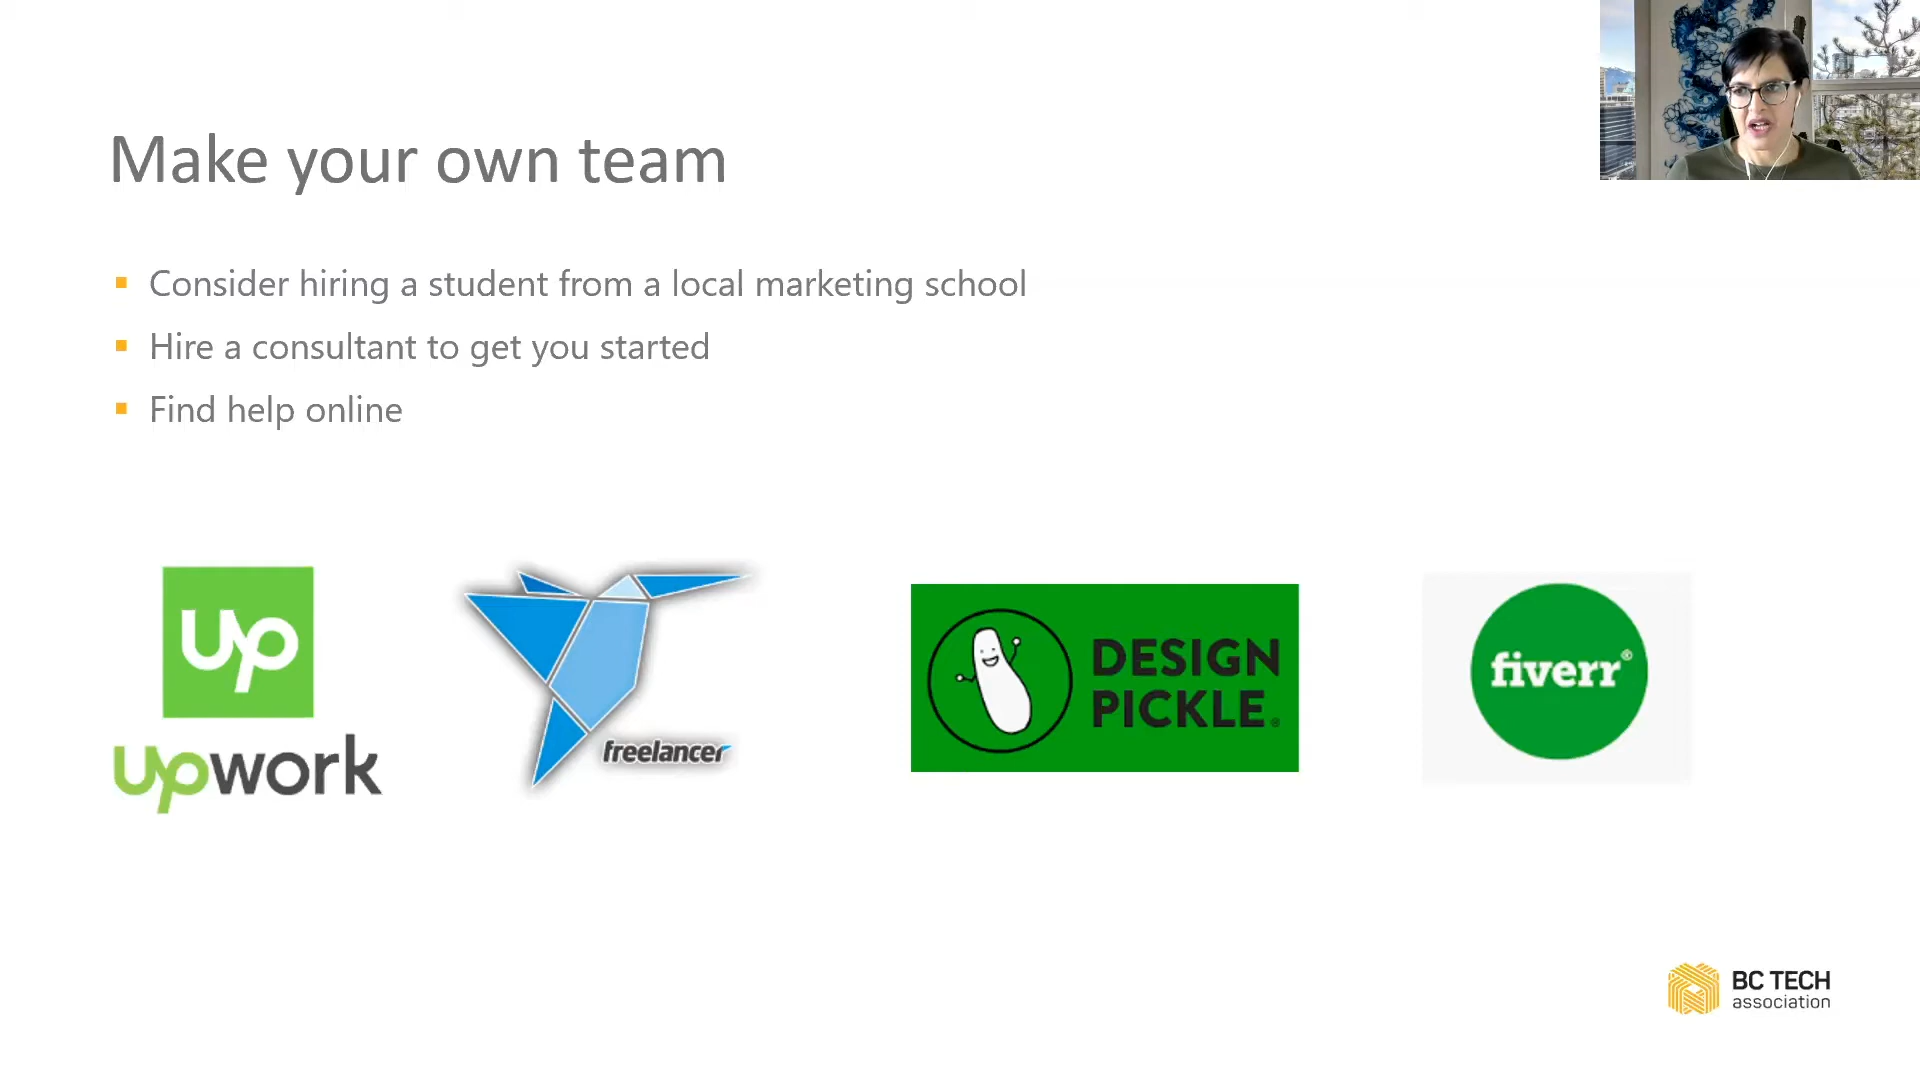 Make your own team
Consider hiring a student from a local marketing school
Hire a consultant to get you started
Find help online
up
upwork
freelancer
DESIGN
PICKLE®
fiverr®
BC TECH
association